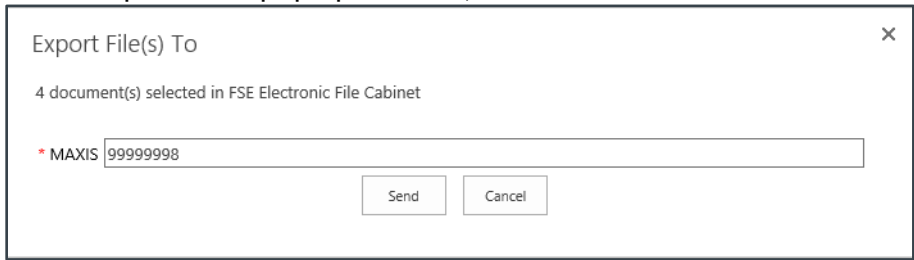 Export File(s) To
4 document(s) selected in FSE Electronic File Cabinet
* MAXIS 99999998
Send Cancel